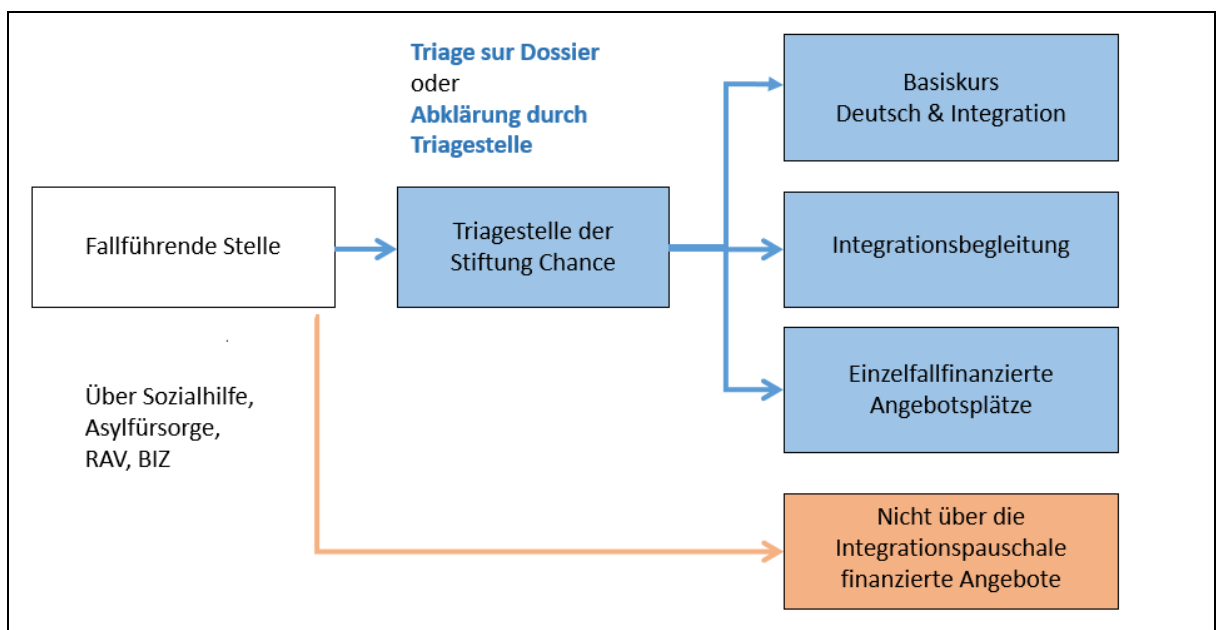 Triage sur Dossier
oder
Abklärung durch
Triagestelle
Basiskurs
Deutsch & Integration
Fallführende Stelle
Triagestelle der
Stiftung Chance
Integrationsbegleitung
Über Sozialhilfe,
Asylfürsorge,
RAV, BIZ
Einzelfallfinanzierte
Angebotsplätze
Nicht über die
Integrationspauschale
finanzierte Angebote